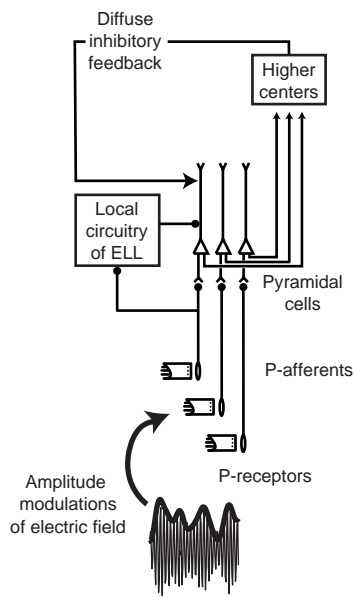 Diffuse
inhibitory
feedback
Higher
centers
Local
circuitry
of ELL
Pyramidal
cells
P-afferents
P-receptors
Amplitude
modulations
of electric field